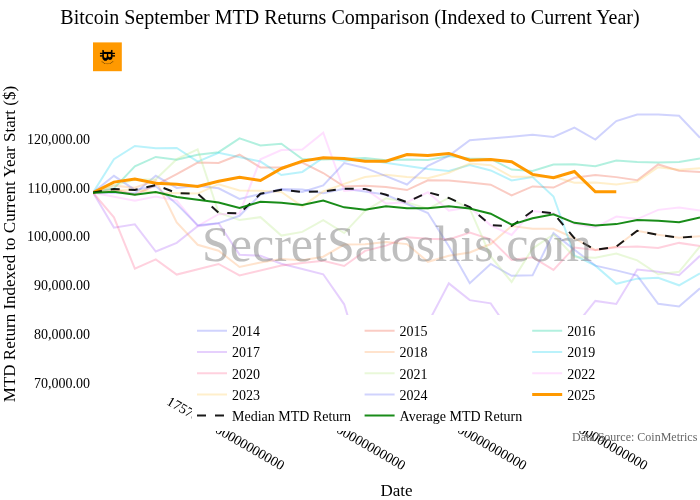 Bitcoin September MTD Returns Comparison (Indexed to Current Year)
MTD Return Indexed to Current Year Start ($)
120,000.00
110,000.00
100,000.00
90,000.00
80,000.00
70,000.00
SecretSatoshis.com
2014 2015 2016
2017 2018 2019
2020 2021 2022
2023 2024 2025
Median MTD Return Average MTD Return
Data Source: CoinMetrics
Date